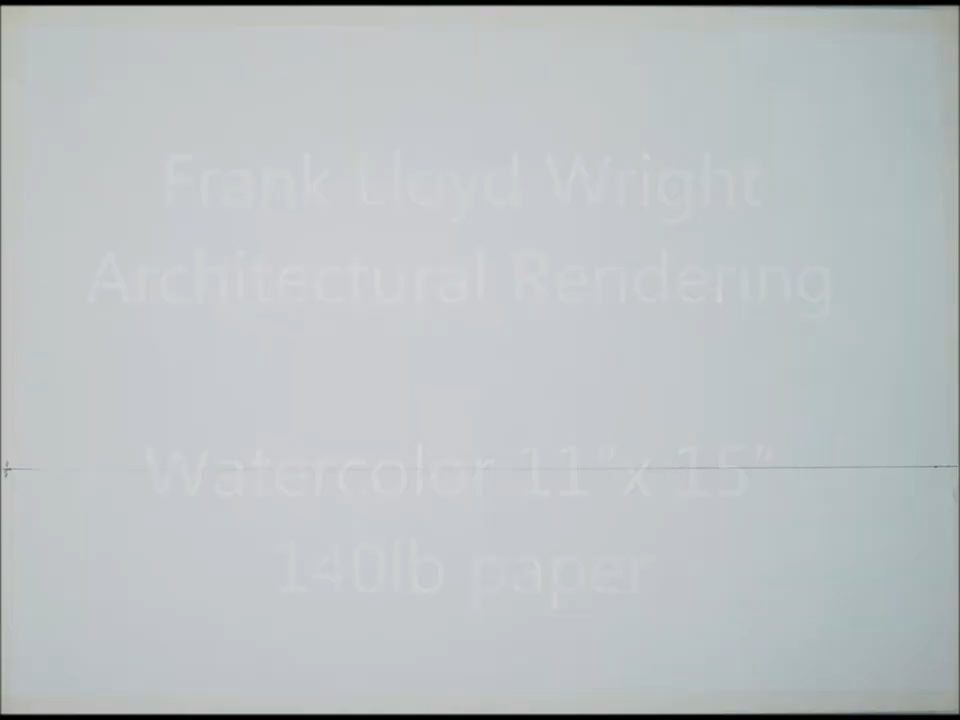 Frank Lloyd Wright
Architectural Rendering
Watercolor 11"x 15"
140lb paper